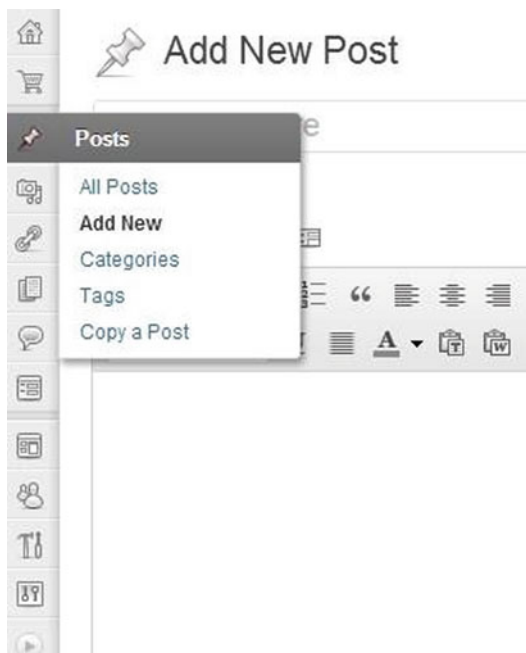 Add New Post
e
Posts
All Posts
Add New
Categories
Tags
Copy a Post
A
T
W